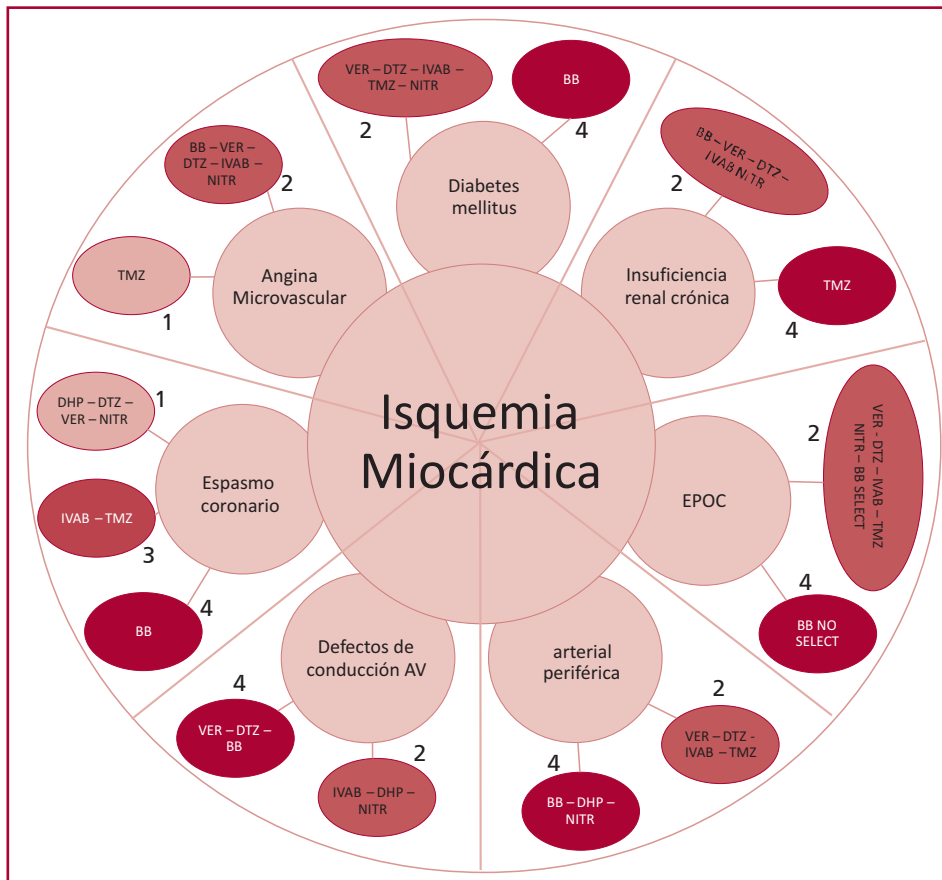 VER – DTZ – IVAB –
TMZ – NITR
2
BB
4
Diabetes
mellitus
BB – VER – DTZ –
IVAB NITR
2
Insuficiencia
renal crónica
TMZ
4
VER - DTZ – IVAB – TMZ
NITR – BB SELECT
2
EPOC
4
BB NO
SELECT
arterial
periférica
2
VER – DTZ -
IVAB – TMZ
4
BB – DHP –
NITR
Defectos de
conducción AV
4
VER – DTZ –
BB
2
IVAB – DHP –
NITR
DHP – DTZ –
VER – NITR
1
Espasmo
coronario
IVAB – TMZ
3
4
BB
BB – VER –
DTZ – IVAB –
NITR
2
Angina
Microvascular
TMZ
1
Isquemia
Miocárdica